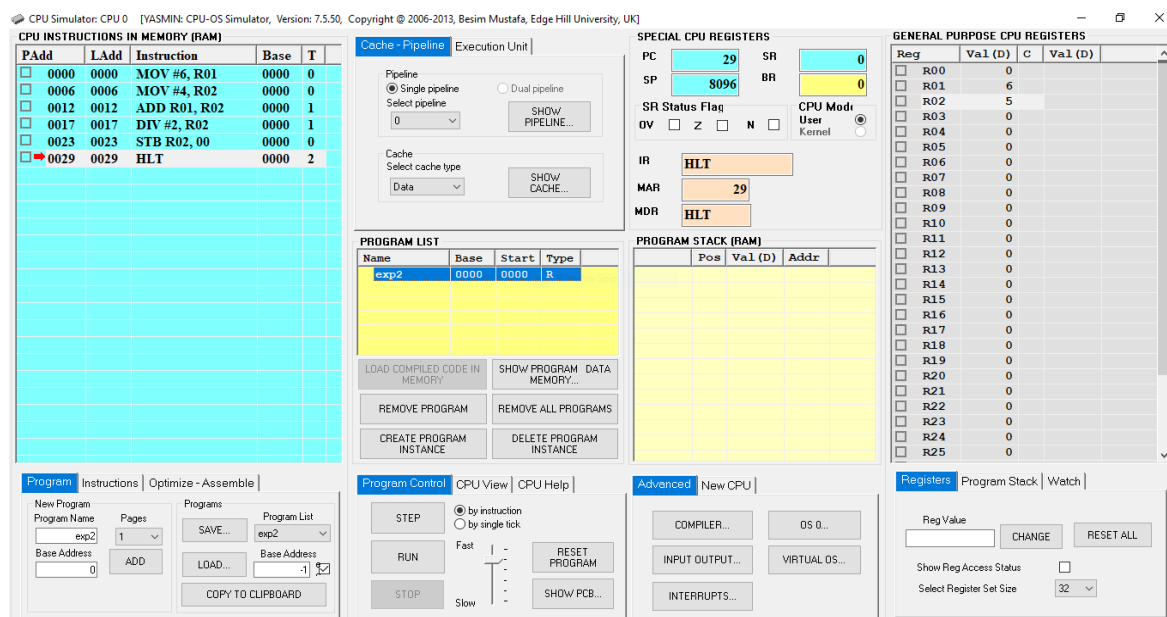 CPU Simulator: CPU 0 [YASMIN: CPU-OS Simulator, Version: 7.5.50, Copyright @ 2006-2013, Besim Mustafa, Edge Hill University, UK]
CPU INSTRUCTIONS IN MEMORY (RAM)
PAdd LAdd Instruction Base T
0000 0000 MOV #6, R01 0000 0
0006 0006 MOV #4, R02 0000 0
0012 0012 ADD R01, R02 0000 1
0017 0017 DIV #2, R02 0000 1
0023 0023 STB R02, 00 0000 0
0029 0029 HLT 0000 2
Cache - Pipeline Execution Unit
Pipeline
Single pipeline Dual pipeline
Select pipeline
0
SHOW
PIPELINE...
Cache
Select cache type
Data
SHOW
CACHE...
SPECIAL CPU REGISTERS
PC 29 SR 0
SP 8096 BR 0
SR Status Flag
OV Z N
CPU Mode
User
Kernel
IR HLT
MAR 29
MDR HLT
GENERAL PURPOSE CPU REGISTERS
Reg Val (D) C Val (D)
R00 0
R01 6
R02 5
R03 0
R04 0
R05 0
R06 0
R07 0
R08 0
R09 0
R10 0
R11 0
R12 0
R13 0
R14 0
R15 0
R16 0
R17 0
R18 0
R19 0
R20 0
R21 0
R22 0
R23 0
R24 0
R25 0
PROGRAM LIST
Name Base Start Type
exp2 0000 0000 R
LOAD COMPILED CODE IN
MEMORY
SHOW PROGRAM DATA
MEMORY...
REMOVE PROGRAM
REMOVE ALL PROGRAMS
CREATE PROGRAM
INSTANCE
DELETE PROGRAM
INSTANCE
PROGRAM STACK (RAM)
Pos Val (D) Addr
Program Instructions Optimize - Assemble
New Program
Program Name Pages
exp2 1
Base Address
0
ADD
Programs
SAVE...
Program List
exp2
LOAD...
Base Address
-1
COPY TO CLIPBOARD
Program Control CPU View CPU Help
STEP
by instruction
by single tick
RUN
Fast
RESET
PROGRAM
STOP
Slow
SHOW PCB...
Advanced New CPU
COMPILER... OS 0...
INPUT OUTPUT... VIRTUAL OS...
INTERRUPTS...
Registers Program Stack Watch
Reg Value
CHANGE RESET ALL
Show Reg Access Status
Select Register Set Size 32